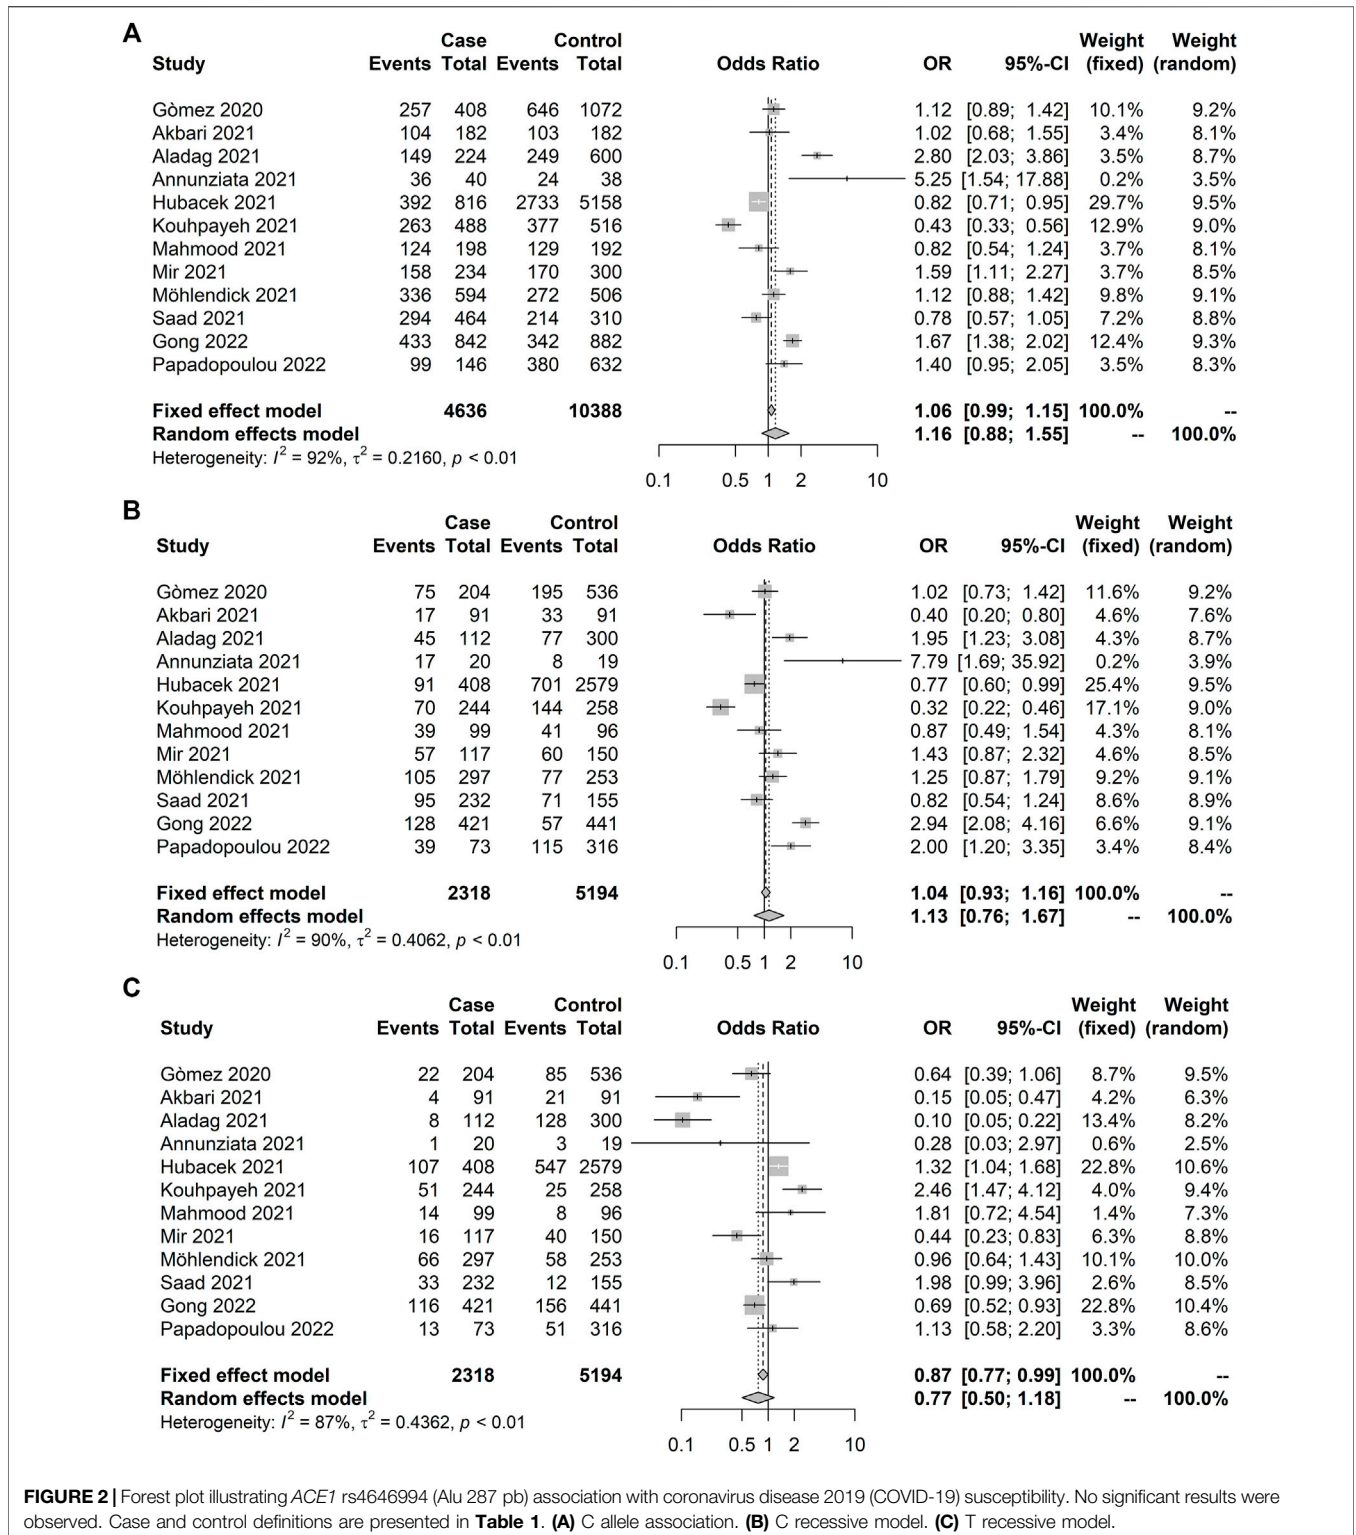 A
Case Control Weight Weight
Study Events Total Events Total Odds Ratio OR 95%-CI (fixed) (random)
Gòmez 2020 257 408 646 1072 1.12 [0.89; 1.42] 10.1% 9.2%
Akbari 2021 104 182 103 182 1.02 [0.68; 1.55] 3.4% 8.1%
Aladag 2021 149 224 249 600 2.80 [2.03; 3.86] 3.5% 8.7%
Annunziata 2021 36 40 24 38 5.25 [1.54; 17.88] 0.2% 3.5%
Hubacek 2021 392 816 2733 5158 0.82 [0.71; 0.95] 29.7% 9.5%
Kouhpayeh 2021 263 488 377 516 0.43 [0.33; 0.56] 12.9% 9.0%
Mahmood 2021 124 198 129 192 0.82 [0.54; 1.24] 3.7% 8.1%
Mir 2021 158 234 170 300 1.59 [1.11; 2.27] 3.7% 8.5%
Möhlendick 2021 336 594 272 506 1.12 [0.88; 1.42] 9.8% 9.1%
Saad 2021 294 464 214 310 0.78 [0.57; 1.05] 7.2% 8.8%
Gong 2022 433 842 342 882 1.67 [1.38; 2.02] 12.4% 9.3%
Papadopoulou 2022 99 146 380 632 1.40 [0.95; 2.05] 3.5% 8.3%
Fixed effect model 4636 10388 1.06 [0.99; 1.15] 100.0% --
Random effects model 1.16 [0.88; 1.55] -- 100.0%
Heterogeneity: I² = 92%, τ² = 0.2160, p < 0.01
0.1 0.5 1 2 10
B
Case Control Weight Weight
Study Events Total Events Total Odds Ratio OR 95%-CI (fixed) (random)
Gòmez 2020 75 204 195 536 1.02 [0.73; 1.42] 11.6% 9.2%
Akbari 2021 17 91 33 91 0.40 [0.20; 0.80] 4.6% 7.6%
Aladag 2021 45 112 77 300 1.95 [1.23; 3.08] 4.3% 8.7%
Annunziata 2021 17 20 8 19 7.79 [1.69; 35.92] 0.2% 3.9%
Hubacek 2021 91 408 701 2579 0.77 [0.60; 0.99] 25.4% 9.5%
Kouhpayeh 2021 70 244 144 258 0.32 [0.22; 0.46] 17.1% 9.0%
Mahmood 2021 39 99 41 96 0.87 [0.49; 1.54] 4.3% 8.1%
Mir 2021 57 117 60 150 1.43 [0.87; 2.32] 4.6% 8.5%
Möhlendick 2021 105 297 77 253 1.25 [0.87; 1.79] 9.2% 9.1%
Saad 2021 95 232 71 155 0.82 [0.54; 1.24] 8.6% 8.9%
Gong 2022 128 421 57 441 2.94 [2.08; 4.16] 6.6% 9.1%
Papadopoulou 2022 39 73 115 316 2.00 [1.20; 3.35] 3.4% 8.4%
Fixed effect model 2318 5194 1.04 [0.93; 1.16] 100.0% --
Random effects model 1.13 [0.76; 1.67] -- 100.0%
Heterogeneity: I² = 90%, τ² = 0.4062, p < 0.01
0.1 0.5 1 2 10
C
Case Control Weight Weight
Study Events Total Events Total Odds Ratio OR 95%-CI (fixed) (random)
Gòmez 2020 22 204 85 536 0.64 [0.39; 1.06] 8.7% 9.5%
Akbari 2021 4 91 21 91 0.15 [0.05; 0.47] 4.2% 6.3%
Aladag 2021 8 112 128 300 0.10 [0.05; 0.22] 13.4% 8.2%
Annunziata 2021 1 20 3 19 0.28 [0.03; 2.97] 0.6% 2.5%
Hubacek 2021 107 408 547 2579 1.32 [1.04; 1.68] 22.8% 10.6%
Kouhpayeh 2021 51 244 25 258 2.46 [1.47; 4.12] 4.0% 9.4%
Mahmood 2021 14 99 8 96 1.81 [0.72; 4.54] 1.4% 7.3%
Mir 2021 16 117 40 150 0.44 [0.23; 0.83] 6.3% 8.8%
Möhlendick 2021 66 297 58 253 0.96 [0.64; 1.43] 10.1% 10.0%
Saad 2021 33 232 12 155 1.98 [0.99; 3.96] 2.6% 8.5%
Gong 2022 116 421 156 441 0.69 [0.52; 0.93] 22.8% 10.4%
Papadopoulou 2022 13 73 51 316 1.13 [0.58; 2.20] 3.3% 8.6%
Fixed effect model 2318 5194 0.87 [0.77; 0.99] 100.0% --
Random effects model 0.77 [0.50; 1.18] -- 100.0%
Heterogeneity: I² = 87%, τ² = 0.4362, p < 0.01
0.1 0.5 1 2 10
FIGURE 2 | Forest plot illustrating ACE1 rs4646994 (Alu 287 pb) association with coronavirus disease 2019 (COVID-19) susceptibility. No significant results were
observed. Case and control definitions are presented in Table 1. (A) C allele association. (B) C recessive model. (C) T recessive model.